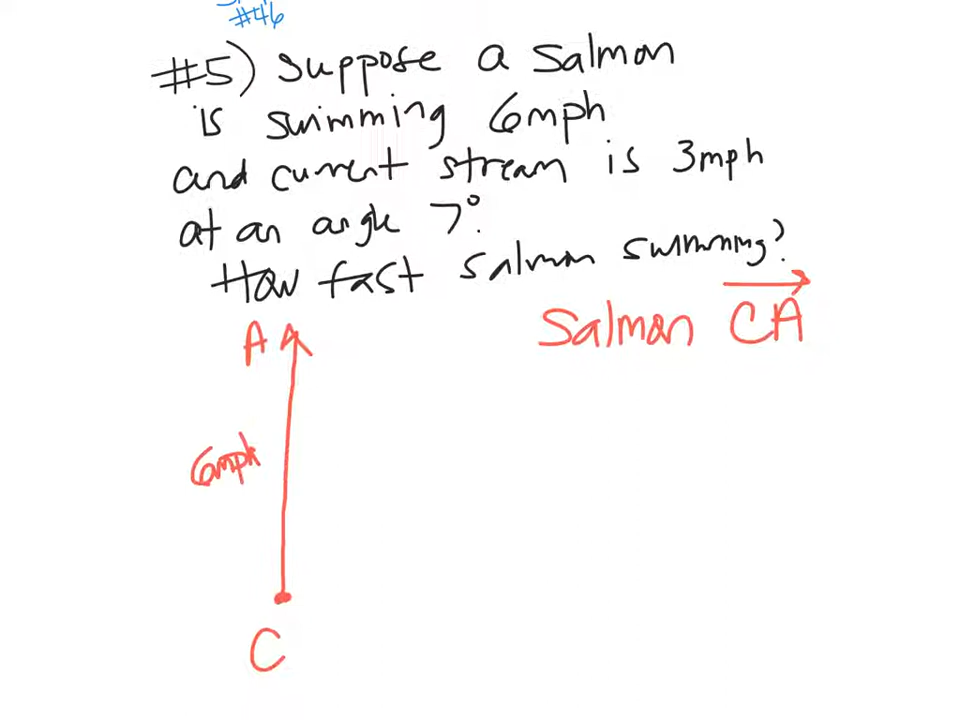 #46
#5) Suppose a Salmon
is swimming 6mph
and current stream is 3mph
at an angle 7°.
How fast salmon swimming?
Salmon CA
A
6mph
C